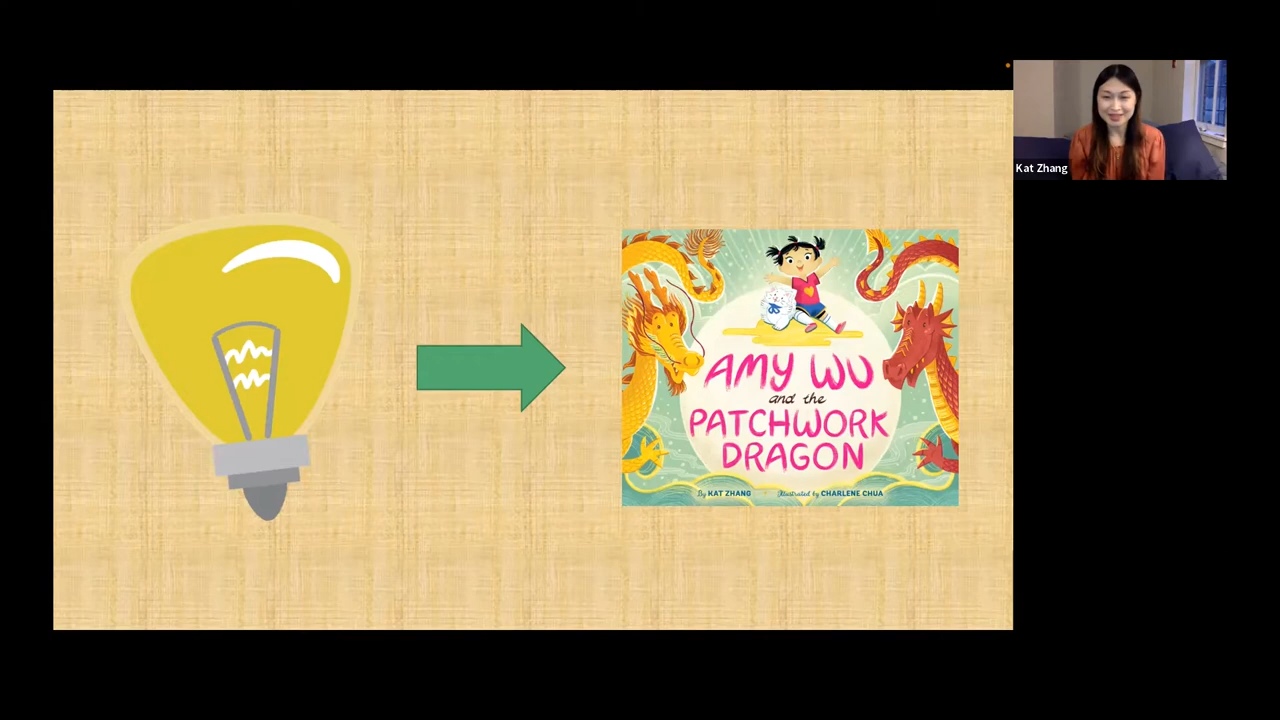 Kat Zhang
AMY WU
and the
PATCHWORK
DRAGON
By KAT ZHANG
Illustrated by CHARLENE CHUA